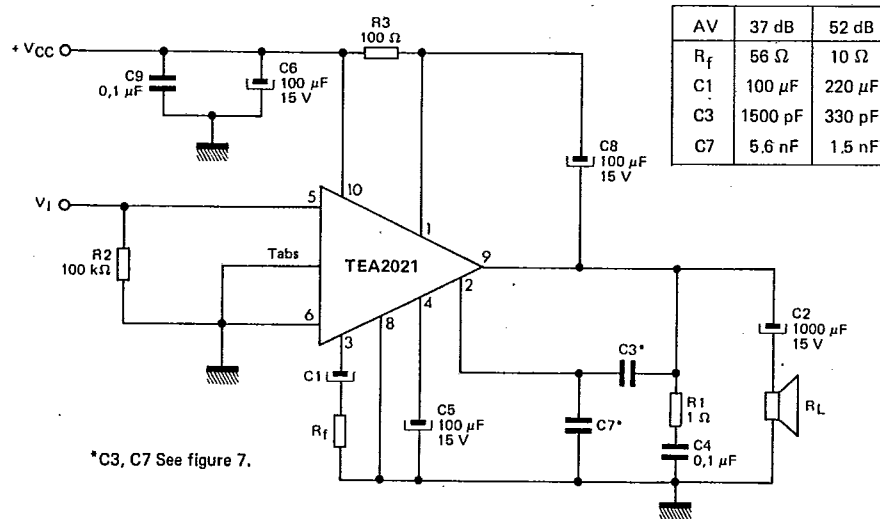 AV 37 dB 52 dB
Rf 56 Ω 10 Ω
C1 100 µF 220 µF
C3 1500 pF 330 pF
C7 5.6 nF 1.5 nF
R3
100 Ω
+ VCC
C9
0,1 µF
C6
100 µF
15 V
C8
100 µF
15 V
VI
5
10
1
R2
100 kΩ
Tabs
TEA2021
9
2
4
6
8
3
C2
1000 µF
15 V
C1
C3*
R1
1 Ω
RL
Rf
C5
100 µF
15 V
C7*
C4
0,1 µF
*C3, C7 See figure 7.